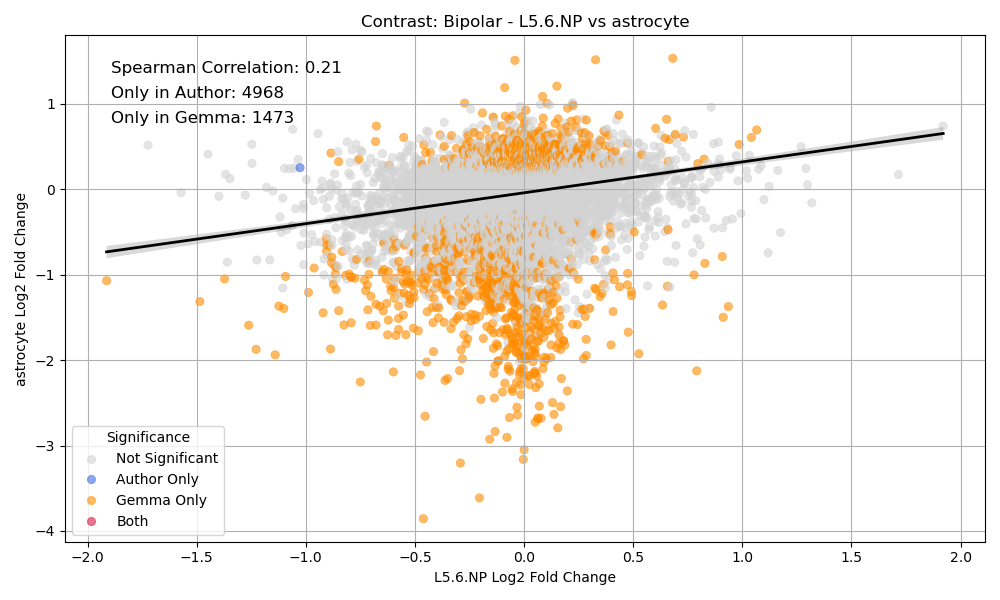 Contrast: Bipolar - L5.6.NP vs astrocyte
Spearman Correlation: 0.21
Only in Author: 4968
Only in Gemma: 1473
astrocyte Log2 Fold Change
1
0
−1
−2
−3
−4
Significance
Not Significant
Author Only
Gemma Only
Both
−2.0 −1.5 −1.0 −0.5 0.0 0.5 1.0 1.5 2.0
L5.6.NP Log2 Fold Change